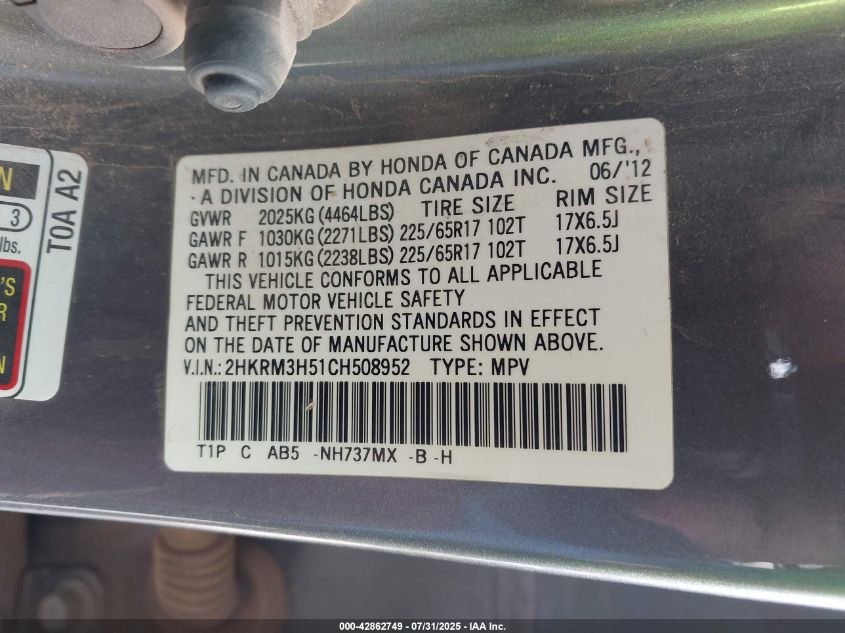 MFD. IN CANADA BY HONDA OF CANADA MFG.,
A DIVISION OF HONDA CANADA INC. 06/'12
GVWR 2025KG (4464LBS) TIRE SIZE RIM SIZE
GAWR F 1030KG (2271LBS) 225/65R17 102T 17X6.5J
GAWR R 1015KG (2238LBS) 225/65R17 102T 17X6.5J
THIS VEHICLE CONFORMS TO ALL APPLICABLE
FEDERAL MOTOR VEHICLE SAFETY
AND THEFT PREVENTION STANDARDS IN EFFECT
ON THE DATE OF MANUFACTURE SHOWN ABOVE.
V.I.N.: 2HKRM3H51CH508952 TYPE: MPV
T1P C AB5 -NH737MX -B -H
N
3
lbs.
'S
R
N
T0A A2
000-42862749 - 07/31/2025 - IAA Inc.